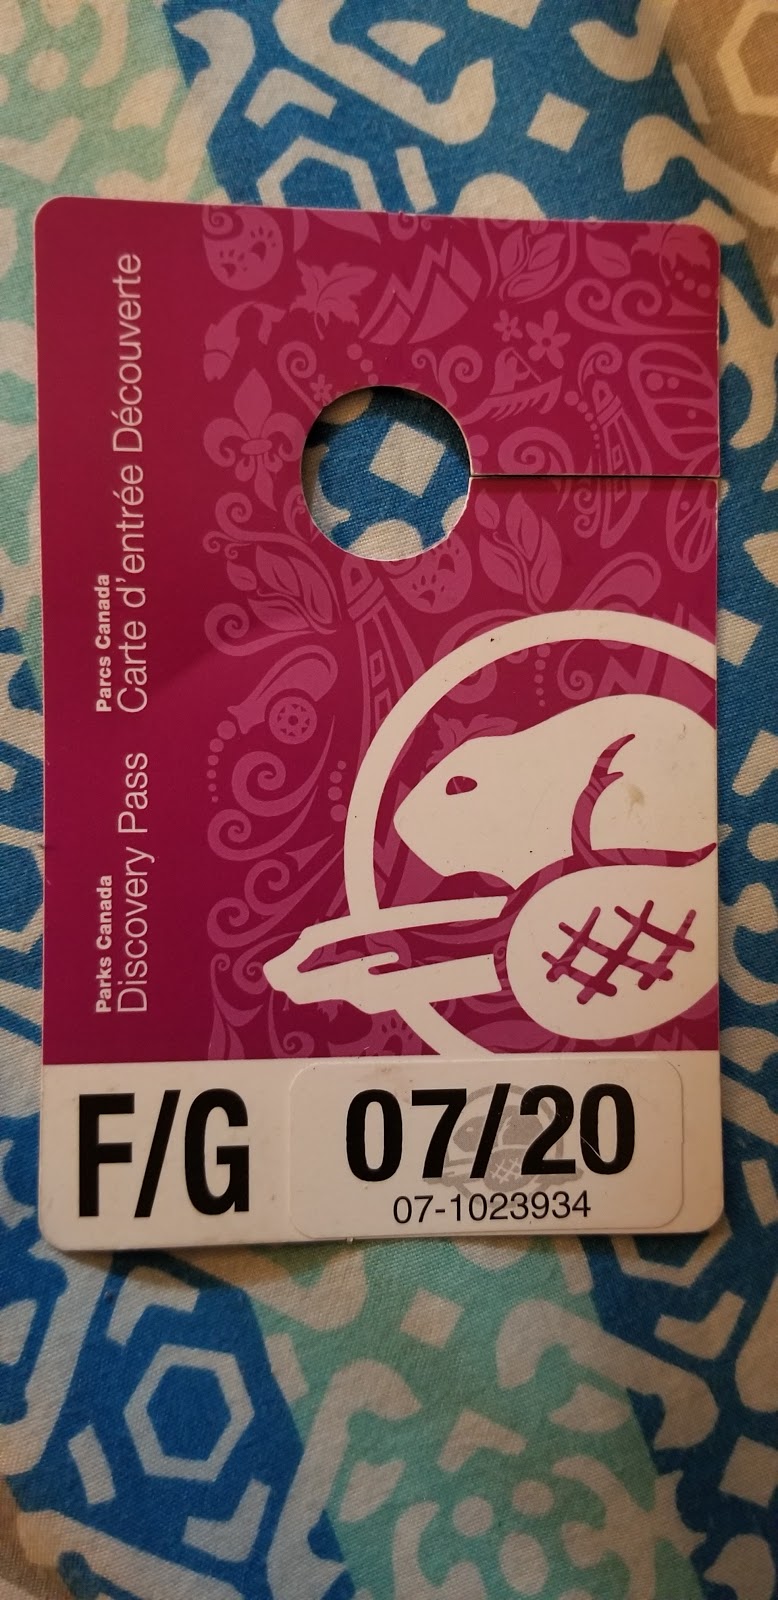 Parks Canada
Discovery Pass
Parcs Canada
Carte d'entrée Découverte
F/G
07/20
07-1023934